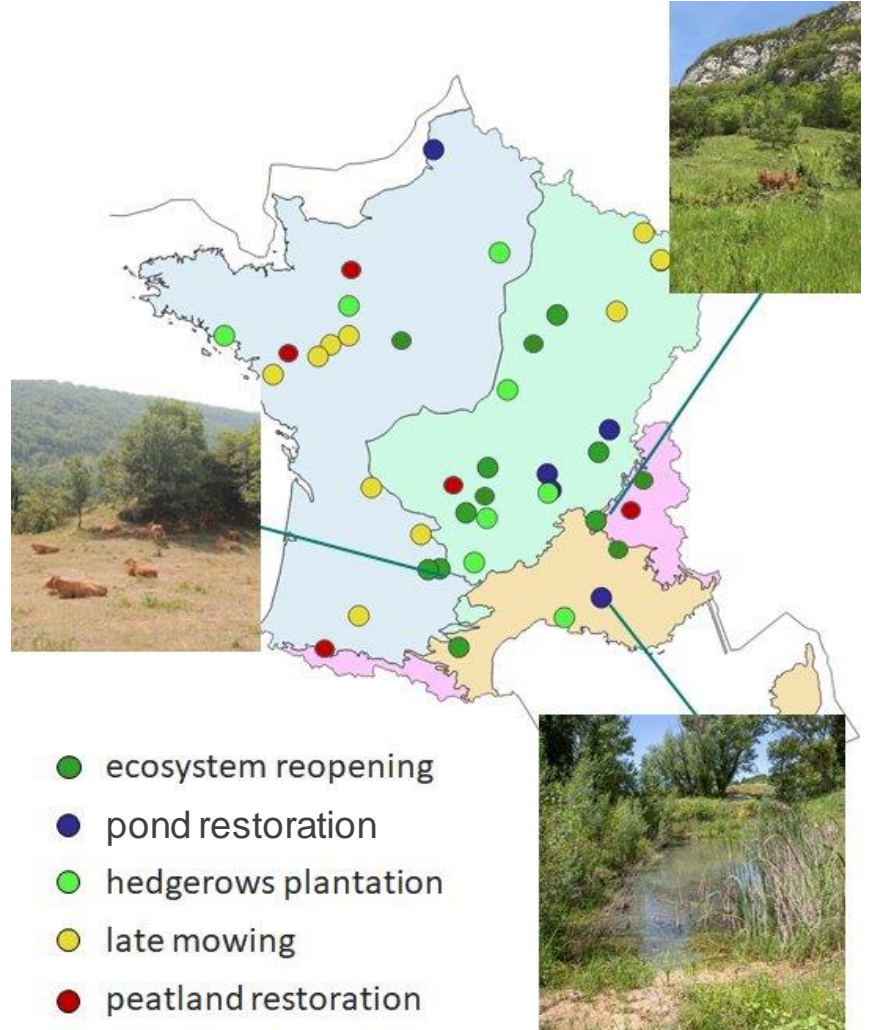 ecosystem reopening
pond restoration
hedgerows plantation
late mowing
peatland restoration